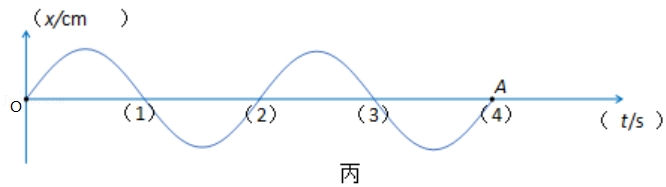 （x/cm　）
O
A
（1）
（2）
（3）
（4）
（ t/s ）
丙